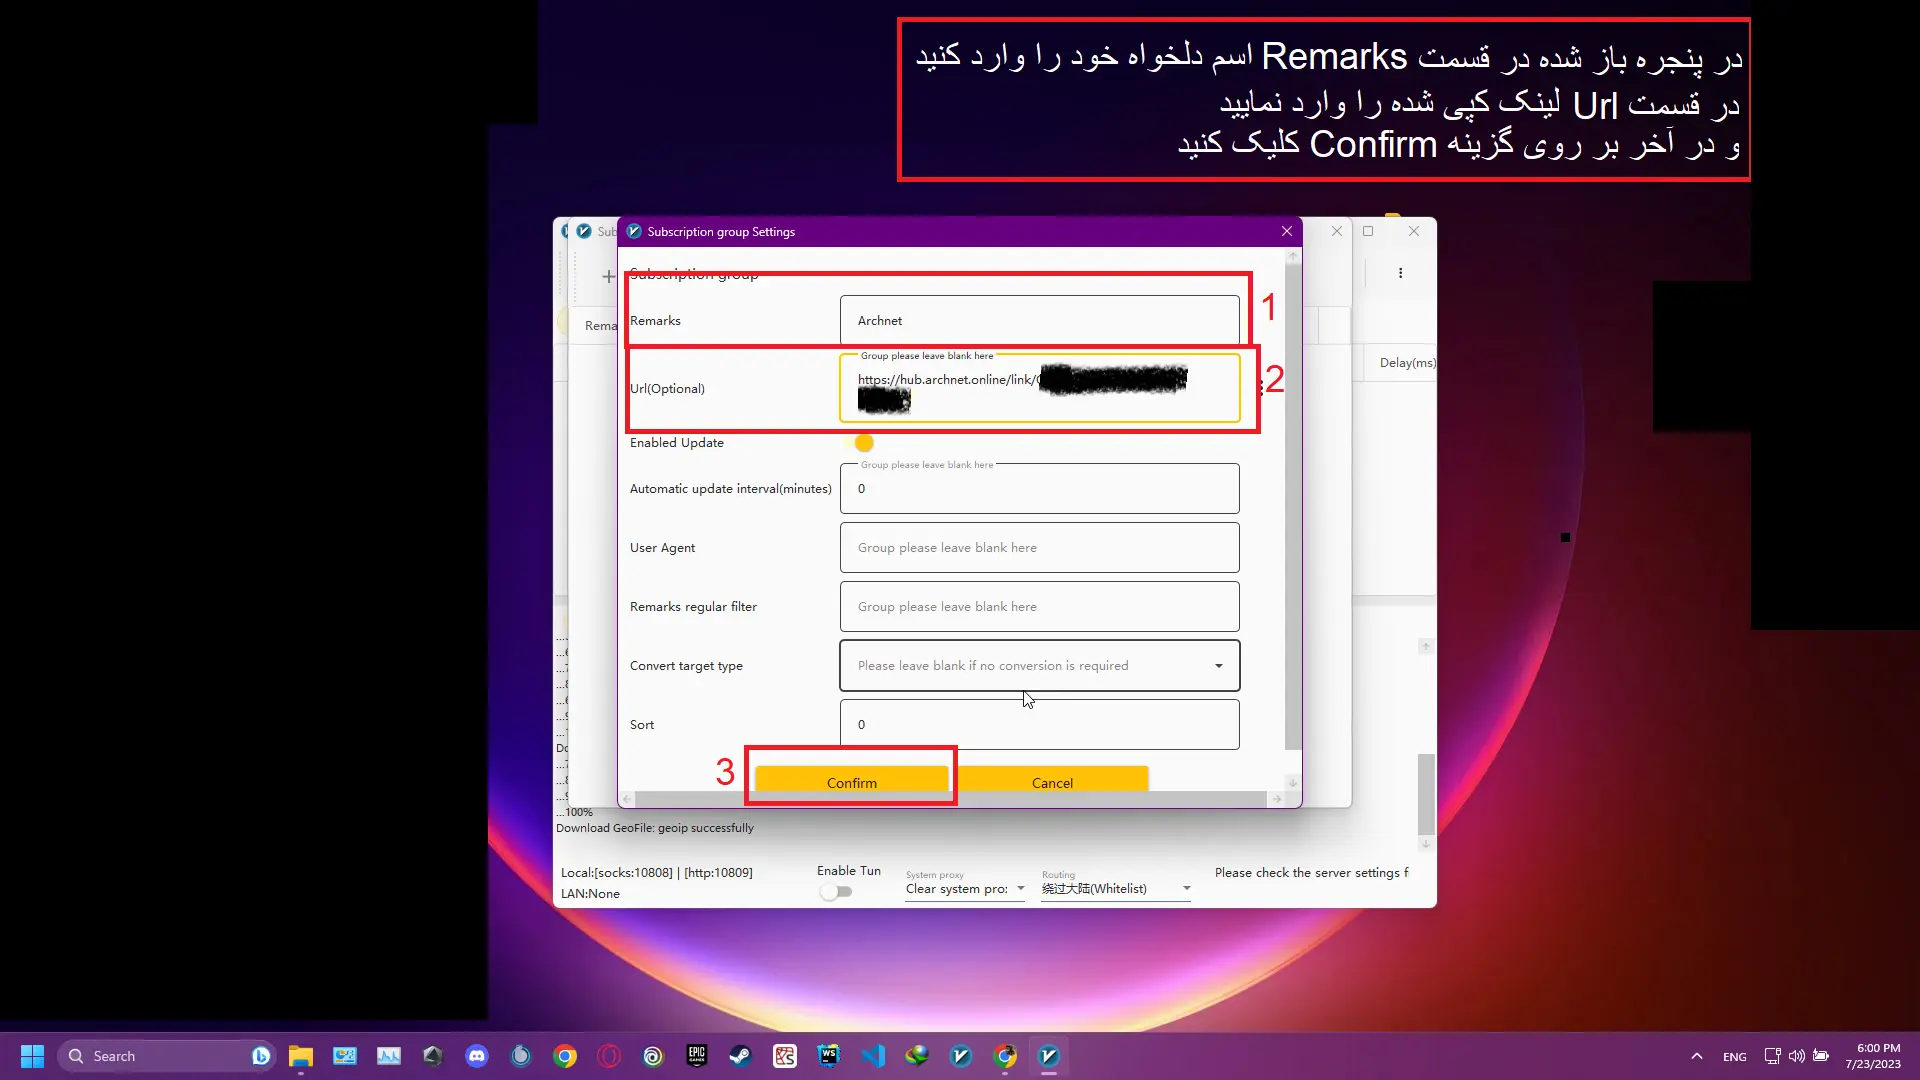 در پنجره باز شده در قسمت Remarks اسم دلخواه خود را وارد کنید
در قسمت Url لینک کپی شده را وارد نمایید
و در آخر بر روی گزینه Confirm کلیک کنید
Sub
Subscription group Settings
Subscription group
Rema
Remarks
Archnet
1
Delay(ms)
Group please leave blank here
Url(Optional)
https://hub.archnet.online/link/
2
Enabled Update
Group please leave blank here
Automatic update interval(minutes)
0
User Agent
Group please leave blank here
Remarks regular filter
Group please leave blank here
Convert target type
Please leave blank if no conversion is required
Sort
0
3
Confirm
Cancel
...100%
Download GeoFile: geoip successfully
Local:[socks:10808] | [http:10809]
LAN:None
Enable Tun
System proxy
Clear system pro:
Routing
绕过大陆(Whitelist)
Please check the server settings f
Search
EPIC
GAMES
WS
ENG
6:00 PM
7/23/2023